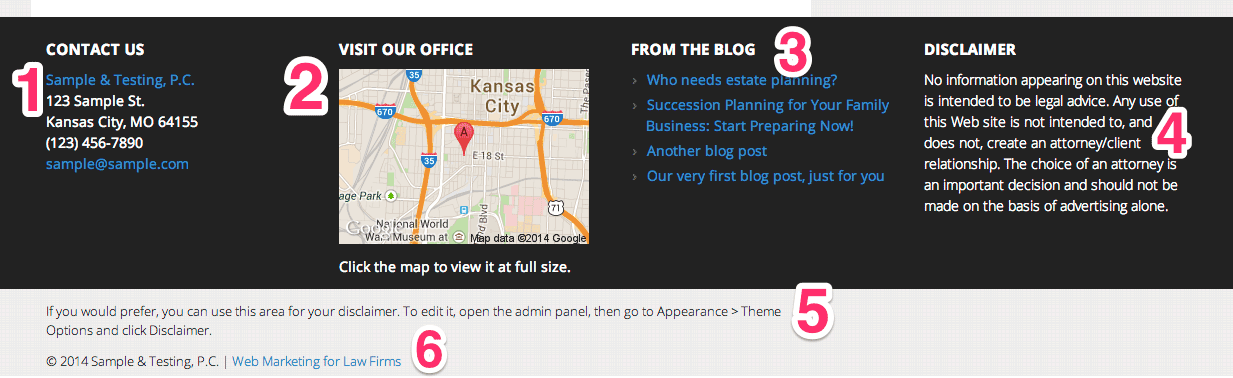 CONTACT US
1
Sample & Testing, P.C.
123 Sample St.
Kansas City, MO 64155
(123) 456-7890
sample@sample.com
VISIT OUR OFFICE
2
35
Kansas
City
670
670
A
E 18 St
35
71
National World
War Museum at
Google
Map data ©2014 Google
Click the map to view it at full size.
FROM THE BLOG
3
› Who needs estate planning?
› Succession Planning for Your Family
Business: Start Preparing Now!
› Another blog post
› Our very first blog post, just for you
DISCLAIMER
4
No information appearing on this website
is intended to be legal advice. Any use of
this Web site is not intended to, and
does not, create an attorney/client
relationship. The choice of an attorney is
an important decision and should not be
made on the basis of advertising alone.
If you would prefer, you can use this area for your disclaimer. To edit it, open the admin panel, then go to Appearance > Theme
Options and click Disclaimer.
5
© 2014 Sample & Testing, P.C. | Web Marketing for Law Firms
6